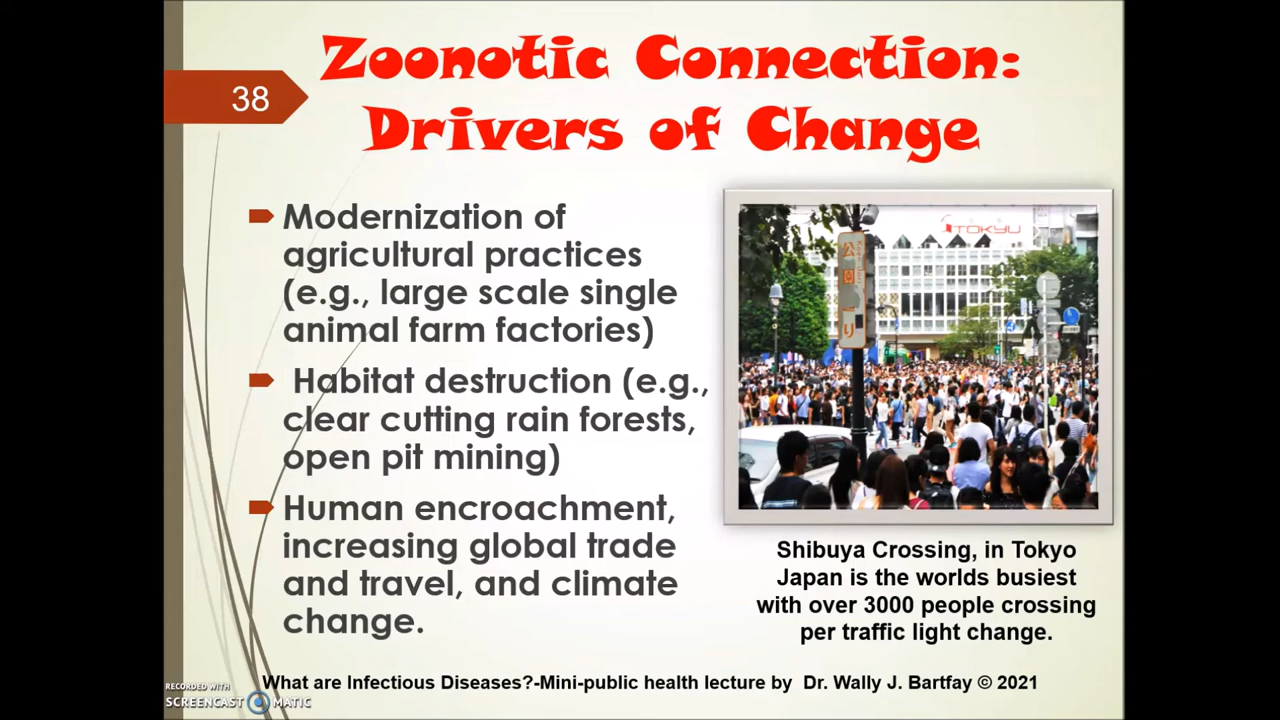 38
Zoonotic Connection:
Drivers of Change
Modernization of
agricultural practices
(e.g., large scale single
animal farm factories)
Habitat destruction (e.g.,
clear cutting rain forests,
open pit mining)
Human encroachment,
increasing global trade
and travel, and climate
change.
TOKYU
公園
り
Shibuya Crossing, in Tokyo
Japan is the worlds busiest
with over 3000 people crossing
per traffic light change.
What are Infectious Diseases?-Mini-public health lecture by Dr. Wally J. Bartfay © 2021
RECORDED WITH
SCREENCAST MATIC